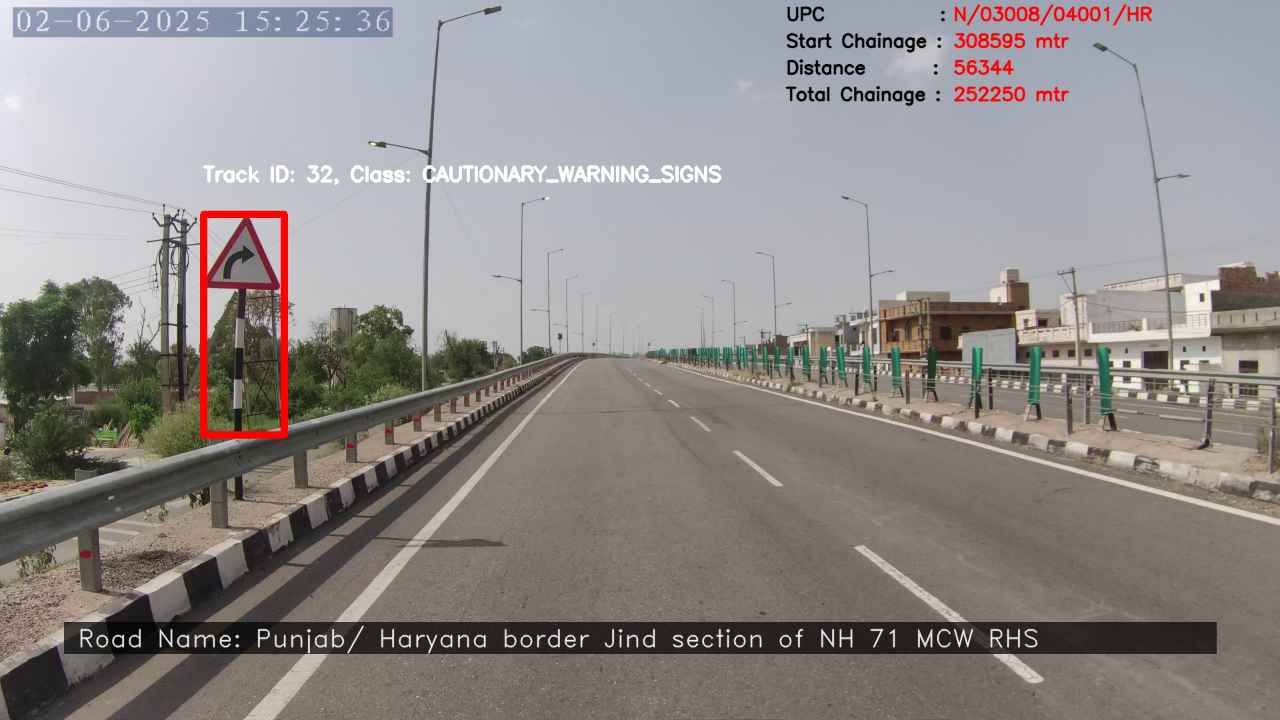 02-06-2025 15:25:36
UPC : N/03008/04001/HR
Start Chainage : 308595 mtr
Distance : 56344
Total Chainage : 252250 mtr
Track ID: 32, Class: CAUTIONARY_WARNING_SIGNS
Road Name: Punjab/ Haryana border Jind section of NH 71 MCW RHS